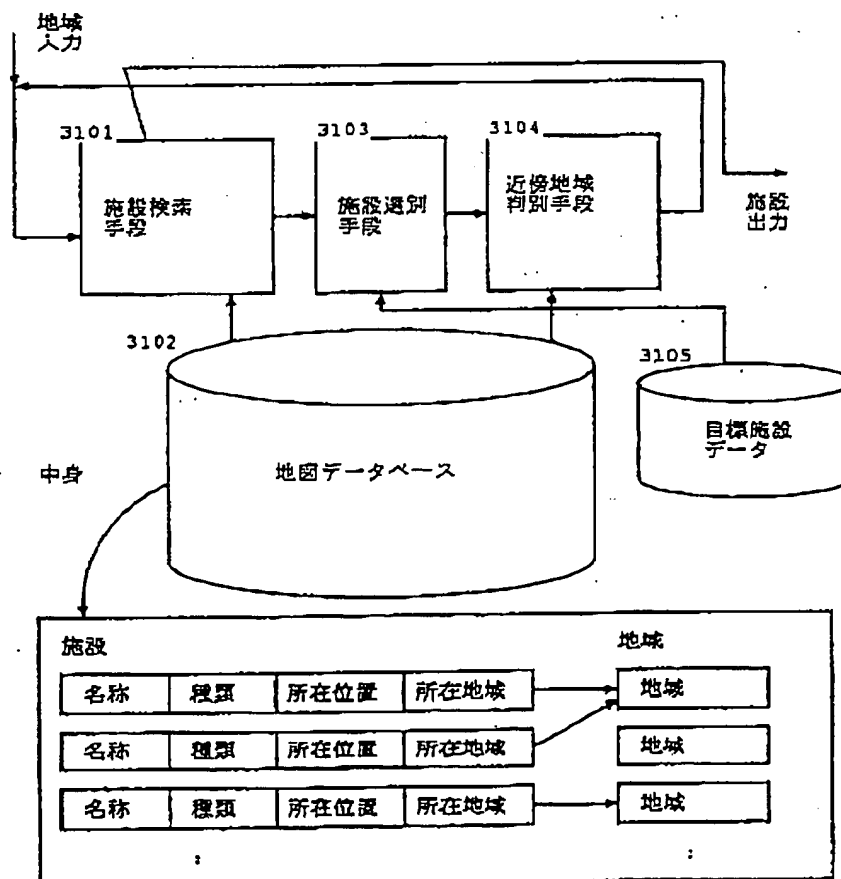 地域
入力
3101
3103
3104
施設検索
手段
施設選別
手段
近傍地域
判別手段
施設
出力
3102
3105
地図データベース
目標施設
データ
中身
施設
地域
名称 種類 所在位置 所在地域
地域
名称 種類 所在位置 所在地域
地域
名称 種類 所在位置 所在地域
地域
:
: